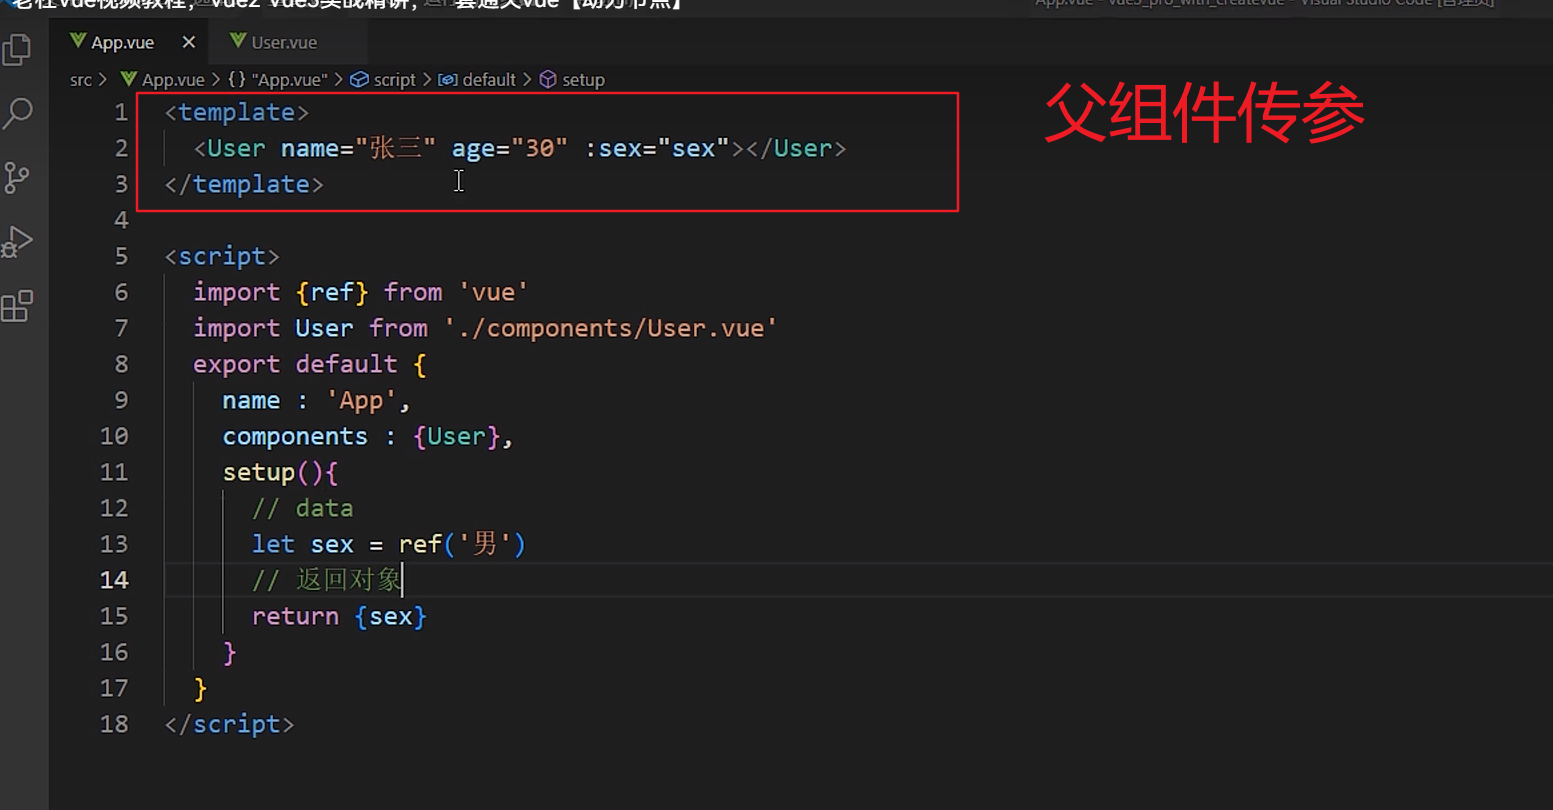 老杜Vue视频教程，Vue2 Vue3实战精讲，一套通关Vue【动力节点】
App.vue - vue3_pro_with_createvue - Visual Studio Code [管理员]
App.vue × User.vue
src > App.vue > {} "App.vue" > script > default > setup
父组件传参
1 <template>
2 <User name="张三" age="30" :sex="sex"></User>
3 </template>
4
5 <script>
6 import {ref} from 'vue'
7 import User from './components/User.vue'
8 export default {
9 name : 'App',
10 components : {User},
11 setup(){
12 // data
13 let sex = ref('男')
14 // 返回对象
15 return {sex}
16 }
17 }
18 </script>